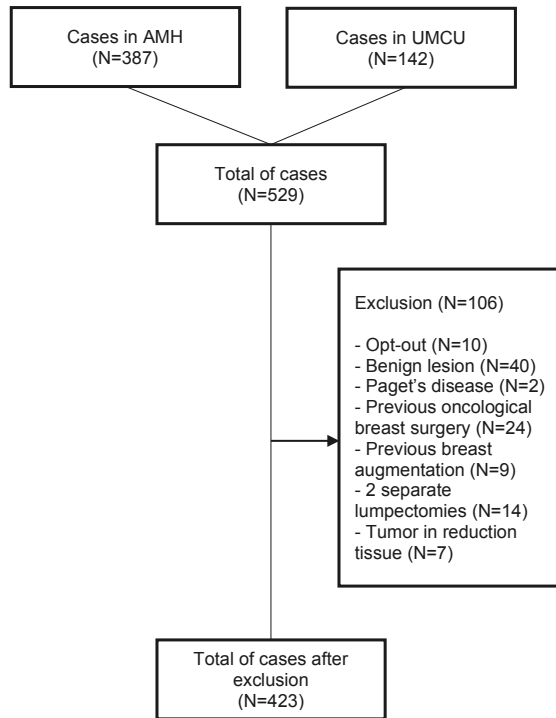 Cases in AMH
(N=387)
Cases in UMCU
(N=142)
Total of cases
(N=529)
Exclusion (N=106)
- Opt-out (N=10)
- Benign lesion (N=40)
- Paget's disease (N=2)
- Previous oncological
breast surgery (N=24)
- Previous breast
augmentation (N=9)
- 2 separate
lumpectomies (N=14)
- Tumor in reduction
tissue (N=7)
Total of cases after
exclusion
(N=423)